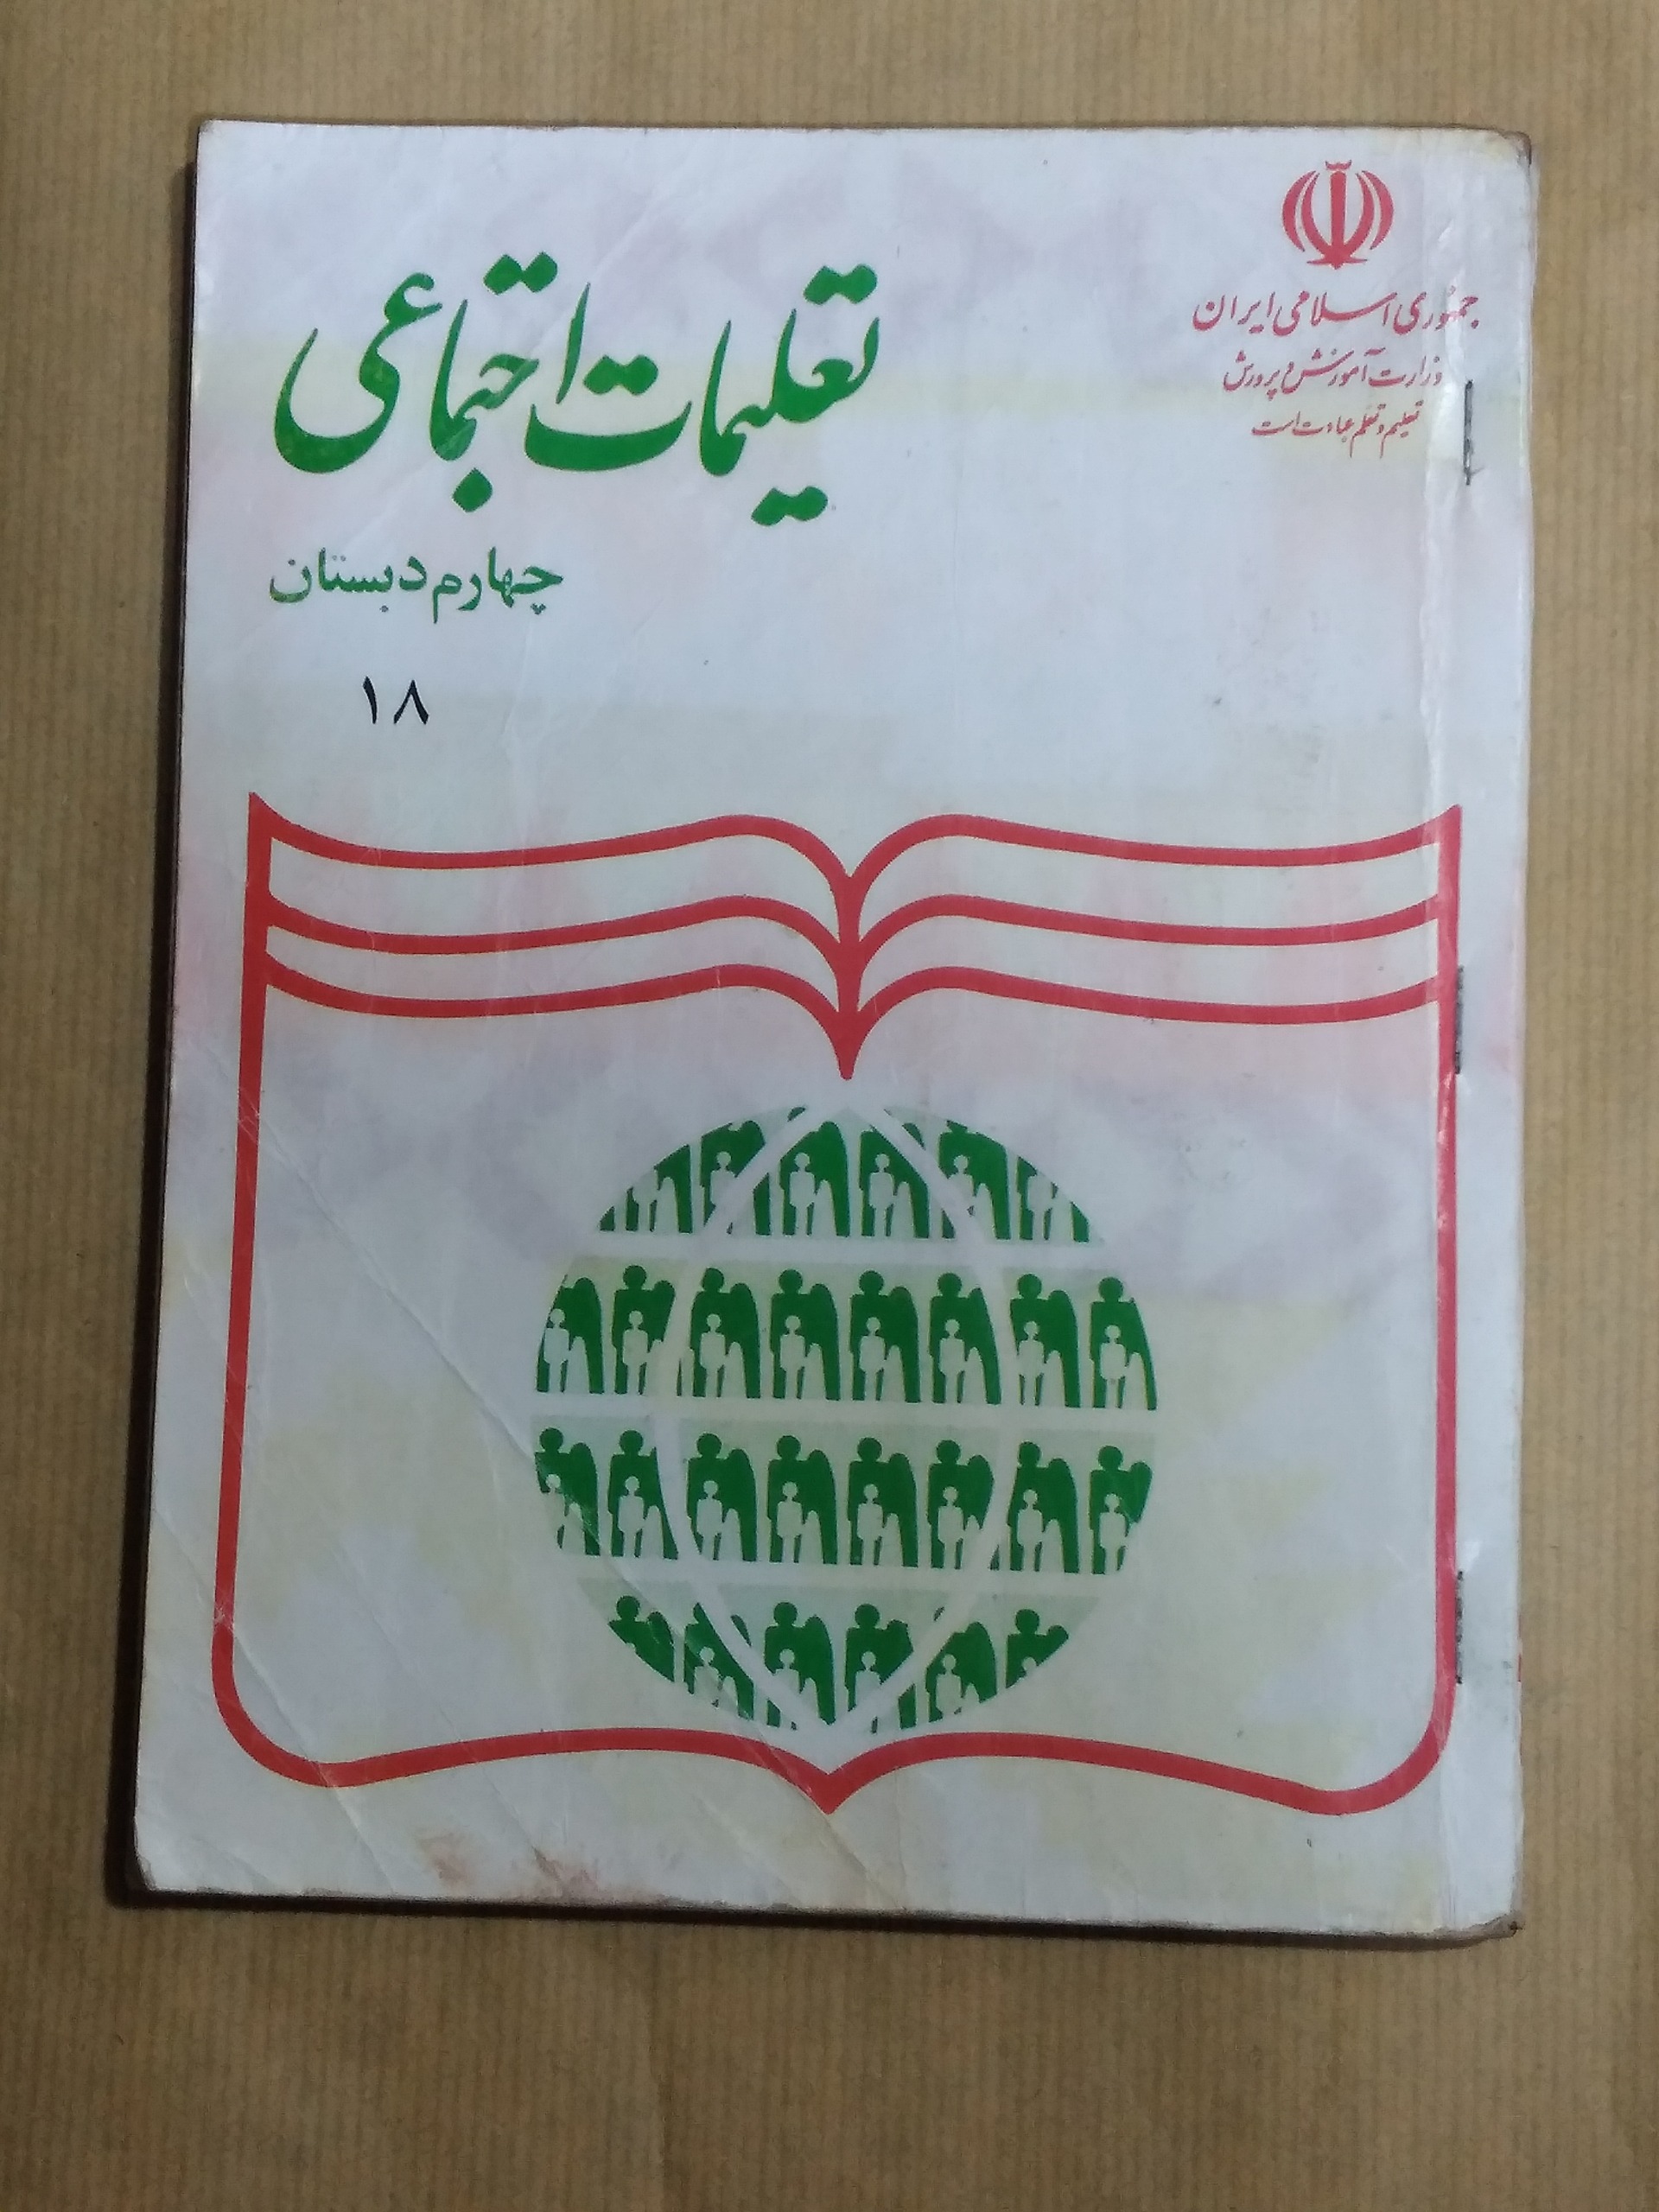 جمهوری اسلامی ایران
وزارت آموزش و پرورش
تعلیم و تعلم عبادت است
تعلیمات اجتماعی
چهارم دبستان
۱۸